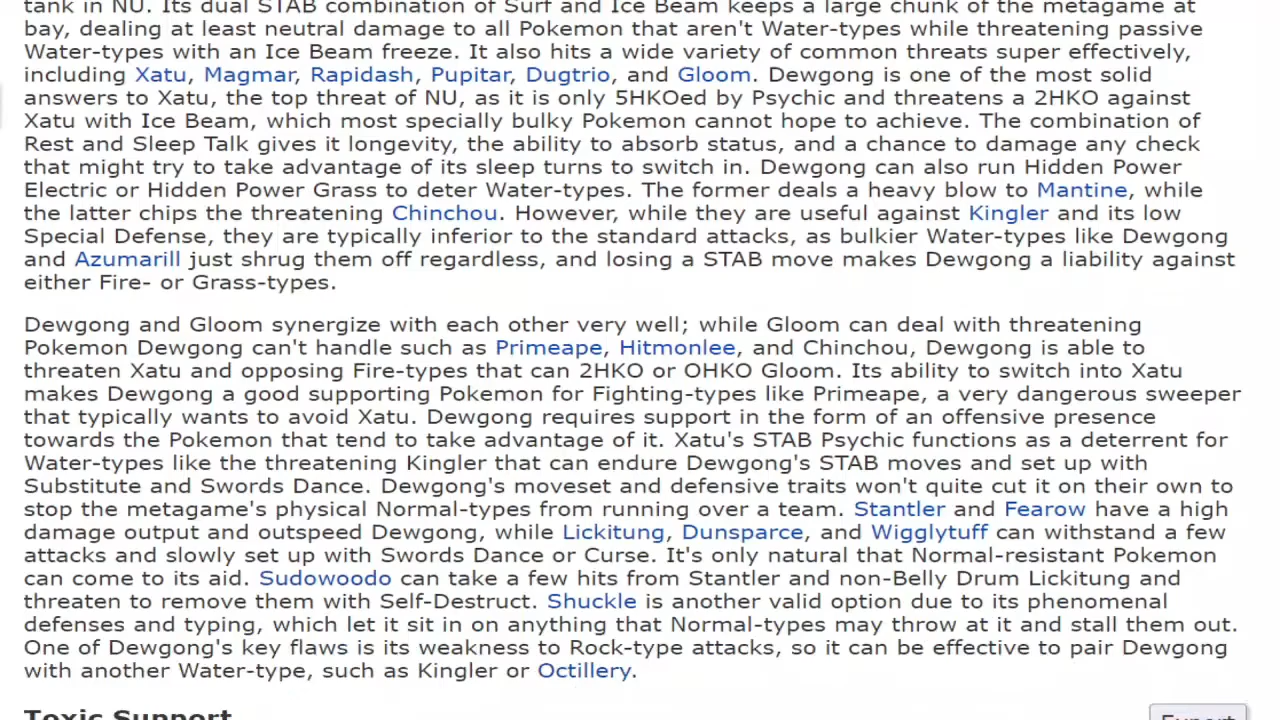 tank in NU. Its dual STAB combination of Surf and Ice Beam keeps a large chunk of the metagame at
bay, dealing at least neutral damage to all Pokemon that aren't Water-types while threatening passive
Water-types with an Ice Beam freeze. It also hits a wide variety of common threats super effectively,
including Xatu, Magmar, Rapidash, Pupitar, Dugtrio, and Gloom. Dewgong is one of the most solid
answers to Xatu, the top threat of NU, as it is only 5HKOed by Psychic and threatens a 2HKO against
Xatu with Ice Beam, which most specially bulky Pokemon cannot hope to achieve. The combination of
Rest and Sleep Talk gives it longevity, the ability to absorb status, and a chance to damage any check
that might try to take advantage of its sleep turns to switch in. Dewgong can also run Hidden Power
Electric or Hidden Power Grass to deter Water-types. The former deals a heavy blow to Mantine, while
the latter chips the threatening Chinchou. However, while they are useful against Kingler and its low
Special Defense, they are typically inferior to the standard attacks, as bulkier Water-types like Dewgong
and Azumarill just shrug them off regardless, and losing a STAB move makes Dewgong a liability against
either Fire- or Grass-types.
Dewgong and Gloom synergize with each other very well; while Gloom can deal with threatening
Pokemon Dewgong can't handle such as Primeape, Hitmonlee, and Chinchou, Dewgong is able to
threaten Xatu and opposing Fire-types that can 2HKO or OHKO Gloom. Its ability to switch into Xatu
makes Dewgong a good supporting Pokemon for Fighting-types like Primeape, a very dangerous sweeper
that typically wants to avoid Xatu. Dewgong requires support in the form of an offensive presence
towards the Pokemon that tend to take advantage of it. Xatu's STAB Psychic functions as a deterrent for
Water-types like the threatening Kingler that can endure Dewgong's STAB moves and set up with
Substitute and Swords Dance. Dewgong's moveset and defensive traits won't quite cut it on their own to
stop the metagame's physical Normal-types from running over a team. Stantler and Fearow have a high
damage output and outspeed Dewgong, while Lickitung, Dunsparce, and Wigglytuff can withstand a few
attacks and slowly set up with Swords Dance or Curse. It's only natural that Normal-resistant Pokemon
can come to its aid. Sudowoodo can take a few hits from Stantler and non-Belly Drum Lickitung and
threaten to remove them with Self-Destruct. Shuckle is another valid option due to its phenomenal
defenses and typing, which let it sit in on anything that Normal-types may throw at it and stall them out.
One of Dewgong's key flaws is its weakness to Rock-type attacks, so it can be effective to pair Dewgong
with another Water-type, such as Kingler or Octillery.
Toxic Support
Export